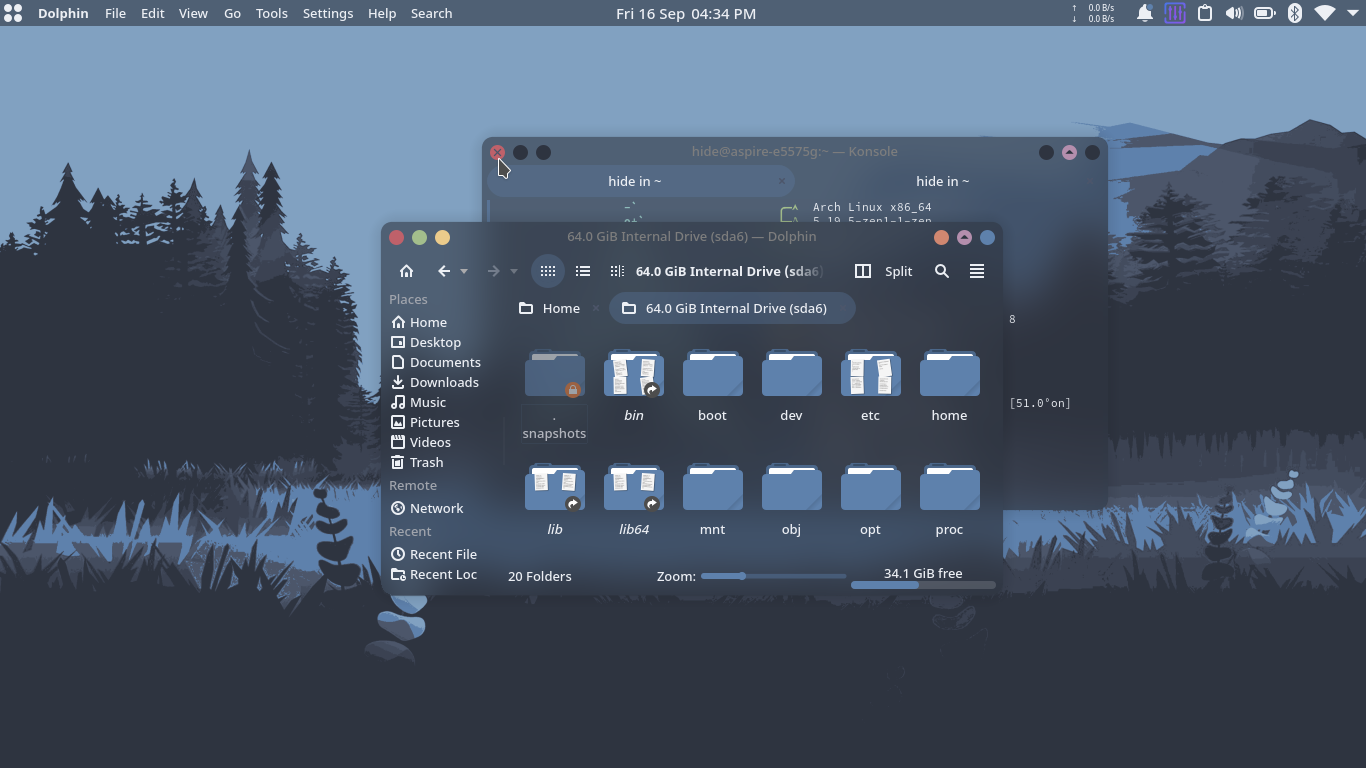 Dolphin File Edit View Go Tools Settings Help Search
Fri 16 Sep 04:34 PM
↑ 0.0 B/s
↓ 0.0 B/s
hide@aspire-e5575g:~ — Konsole
hide in ~ × hide in ~
Arch Linux x86_64
5.19.5-zen1-1-zen
8
[51.0°on]
64.0 GiB Internal Drive (sda6) — Dolphin
64.0 GiB Internal Drive (sda6) Split
Home × 64.0 GiB Internal Drive (sda6)
Places
Home
Desktop
Documents
Downloads
Music
Pictures
Videos
Trash
Remote
Network
Recent
Recent File
Recent Loc
.
snapshots
bin boot dev etc home
lib lib64 mnt obj opt proc
20 Folders Zoom: 34.1 GiB free